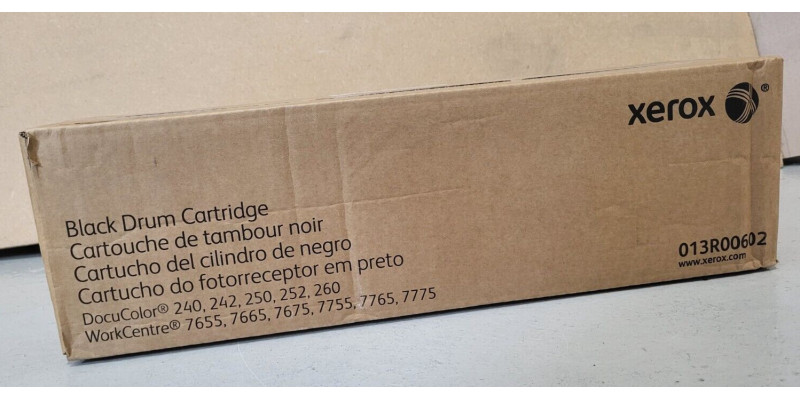 xerox ®
Black Drum Cartridge
Cartouche de tambour noir
Cartucho del cilindro de negro
Cartucho do fotorreceptor em preto
DocuColor® 240, 242, 250, 252, 260
WorkCentre® 7655, 7665, 7675, 7755, 7765, 7775
013R00602
www.xerox.com